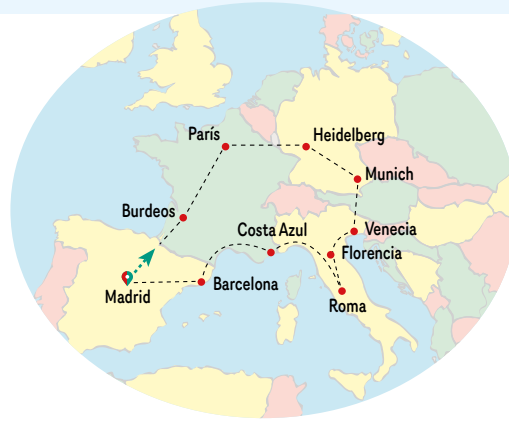 París
Heidelberg
Munich
Burdeos
Costa Azul
Venecia
Florencia
Madrid
Barcelona
Roma